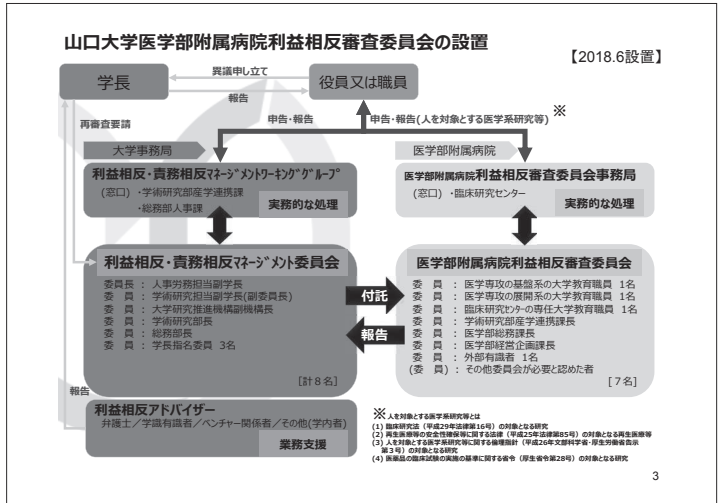 山口大学医学部附属病院利益相反審査委員会の設置
【2018.6設置】
学長
異議申し立て
報告
役員又は職員
再審査要請
申告・報告
申告・報告(人を対象とする医学系研究等)
※
大学事務局
医学部附属病院
利益相反・責務相反マネージメントワーキンググループ
(窓口) ・学術研究部産学連携課
・総務部人事課
実務的な処理
医学部附属病院利益相反審査委員会事務局
(窓口) ・臨床研究センター
実務的な処理
利益相反・責務相反マネージメント委員会
委員長 : 人事労務担当副学長
委　員 : 学術研究担当副学長(副委員長)
委　員 : 大学研究推進機構副機構長
委　員 : 学術研究部長
委　員 : 総務部長
委　員 : 学長指名委員 3名
[計8名]
付託
報告
医学部附属病院利益相反審査委員会
委　員 : 医学専攻の基盤系の大学教育職員 1名
委　員 : 医学専攻の展開系の大学教育職員 1名
委　員 : 臨床研究センターの専任大学教育職員 1名
委　員 : 学術研究部産学連携課長
委　員 : 医学部総務課長
委　員 : 医学部経営企画課長
委　員 : 外部有識者 1名
(委　員) : その他委員会が必要と認めた者
[7名]
報告
利益相反アドバイザー
弁護士/学識有識者/ベンチャー関係者/その他(学内者)
業務支援
※人を対象とする医学系研究等とは
(1) 臨床研究法（平成29年法律第16号）の対象となる研究
(2) 再生医療等の安全性確保等に関する法律（平成25年法律第85号）の対象となる再生医療等
(3) 人を対象とする医学系研究等に関する倫理指針（平成26年文部科学省・厚生労働省告示
第３号）の対象となる研究
(4) 医薬品の臨床試験の実施の基準に関する省令（厚生省令第28号）の対象となる研究
3